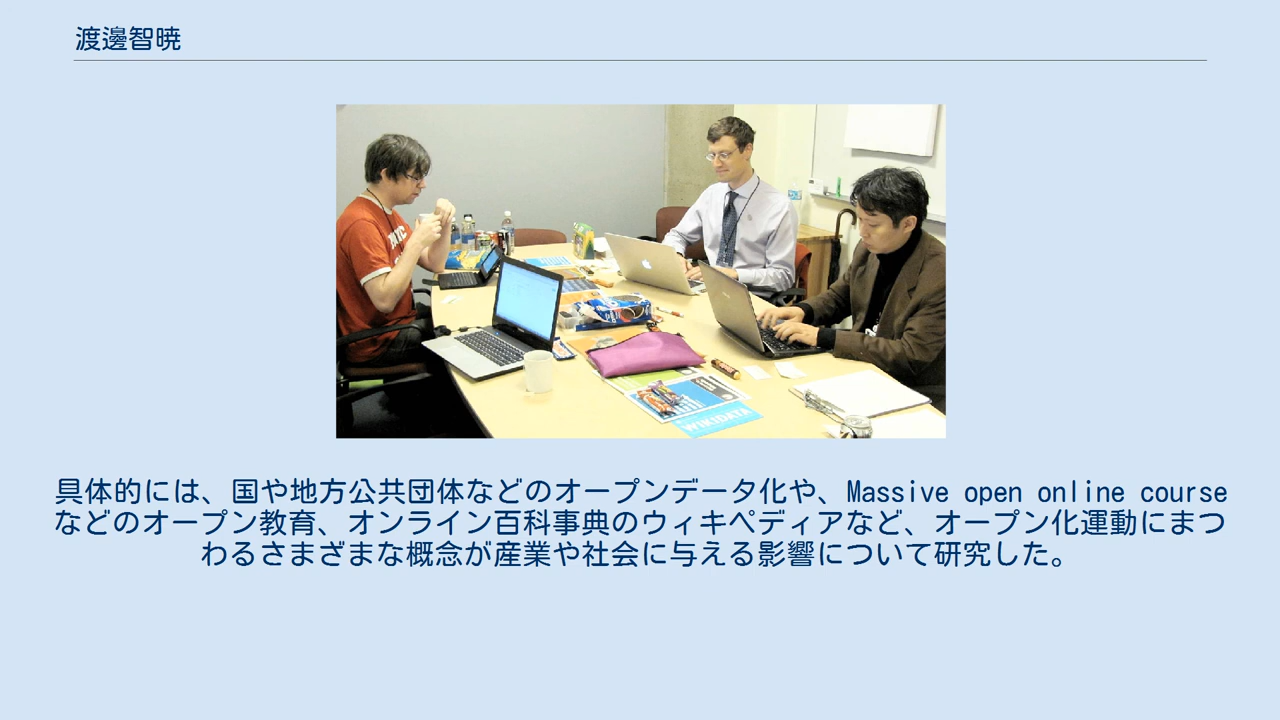 渡邊智暁
WIKIDATA
具体的には、国や地方公共団体などのオープンデータ化や、Massive open online course
などのオープン教育、オンライン百科事典のウィキペディアなど、オープン化運動にまつ
わるさまざまな概念が産業や社会に与える影響について研究した。